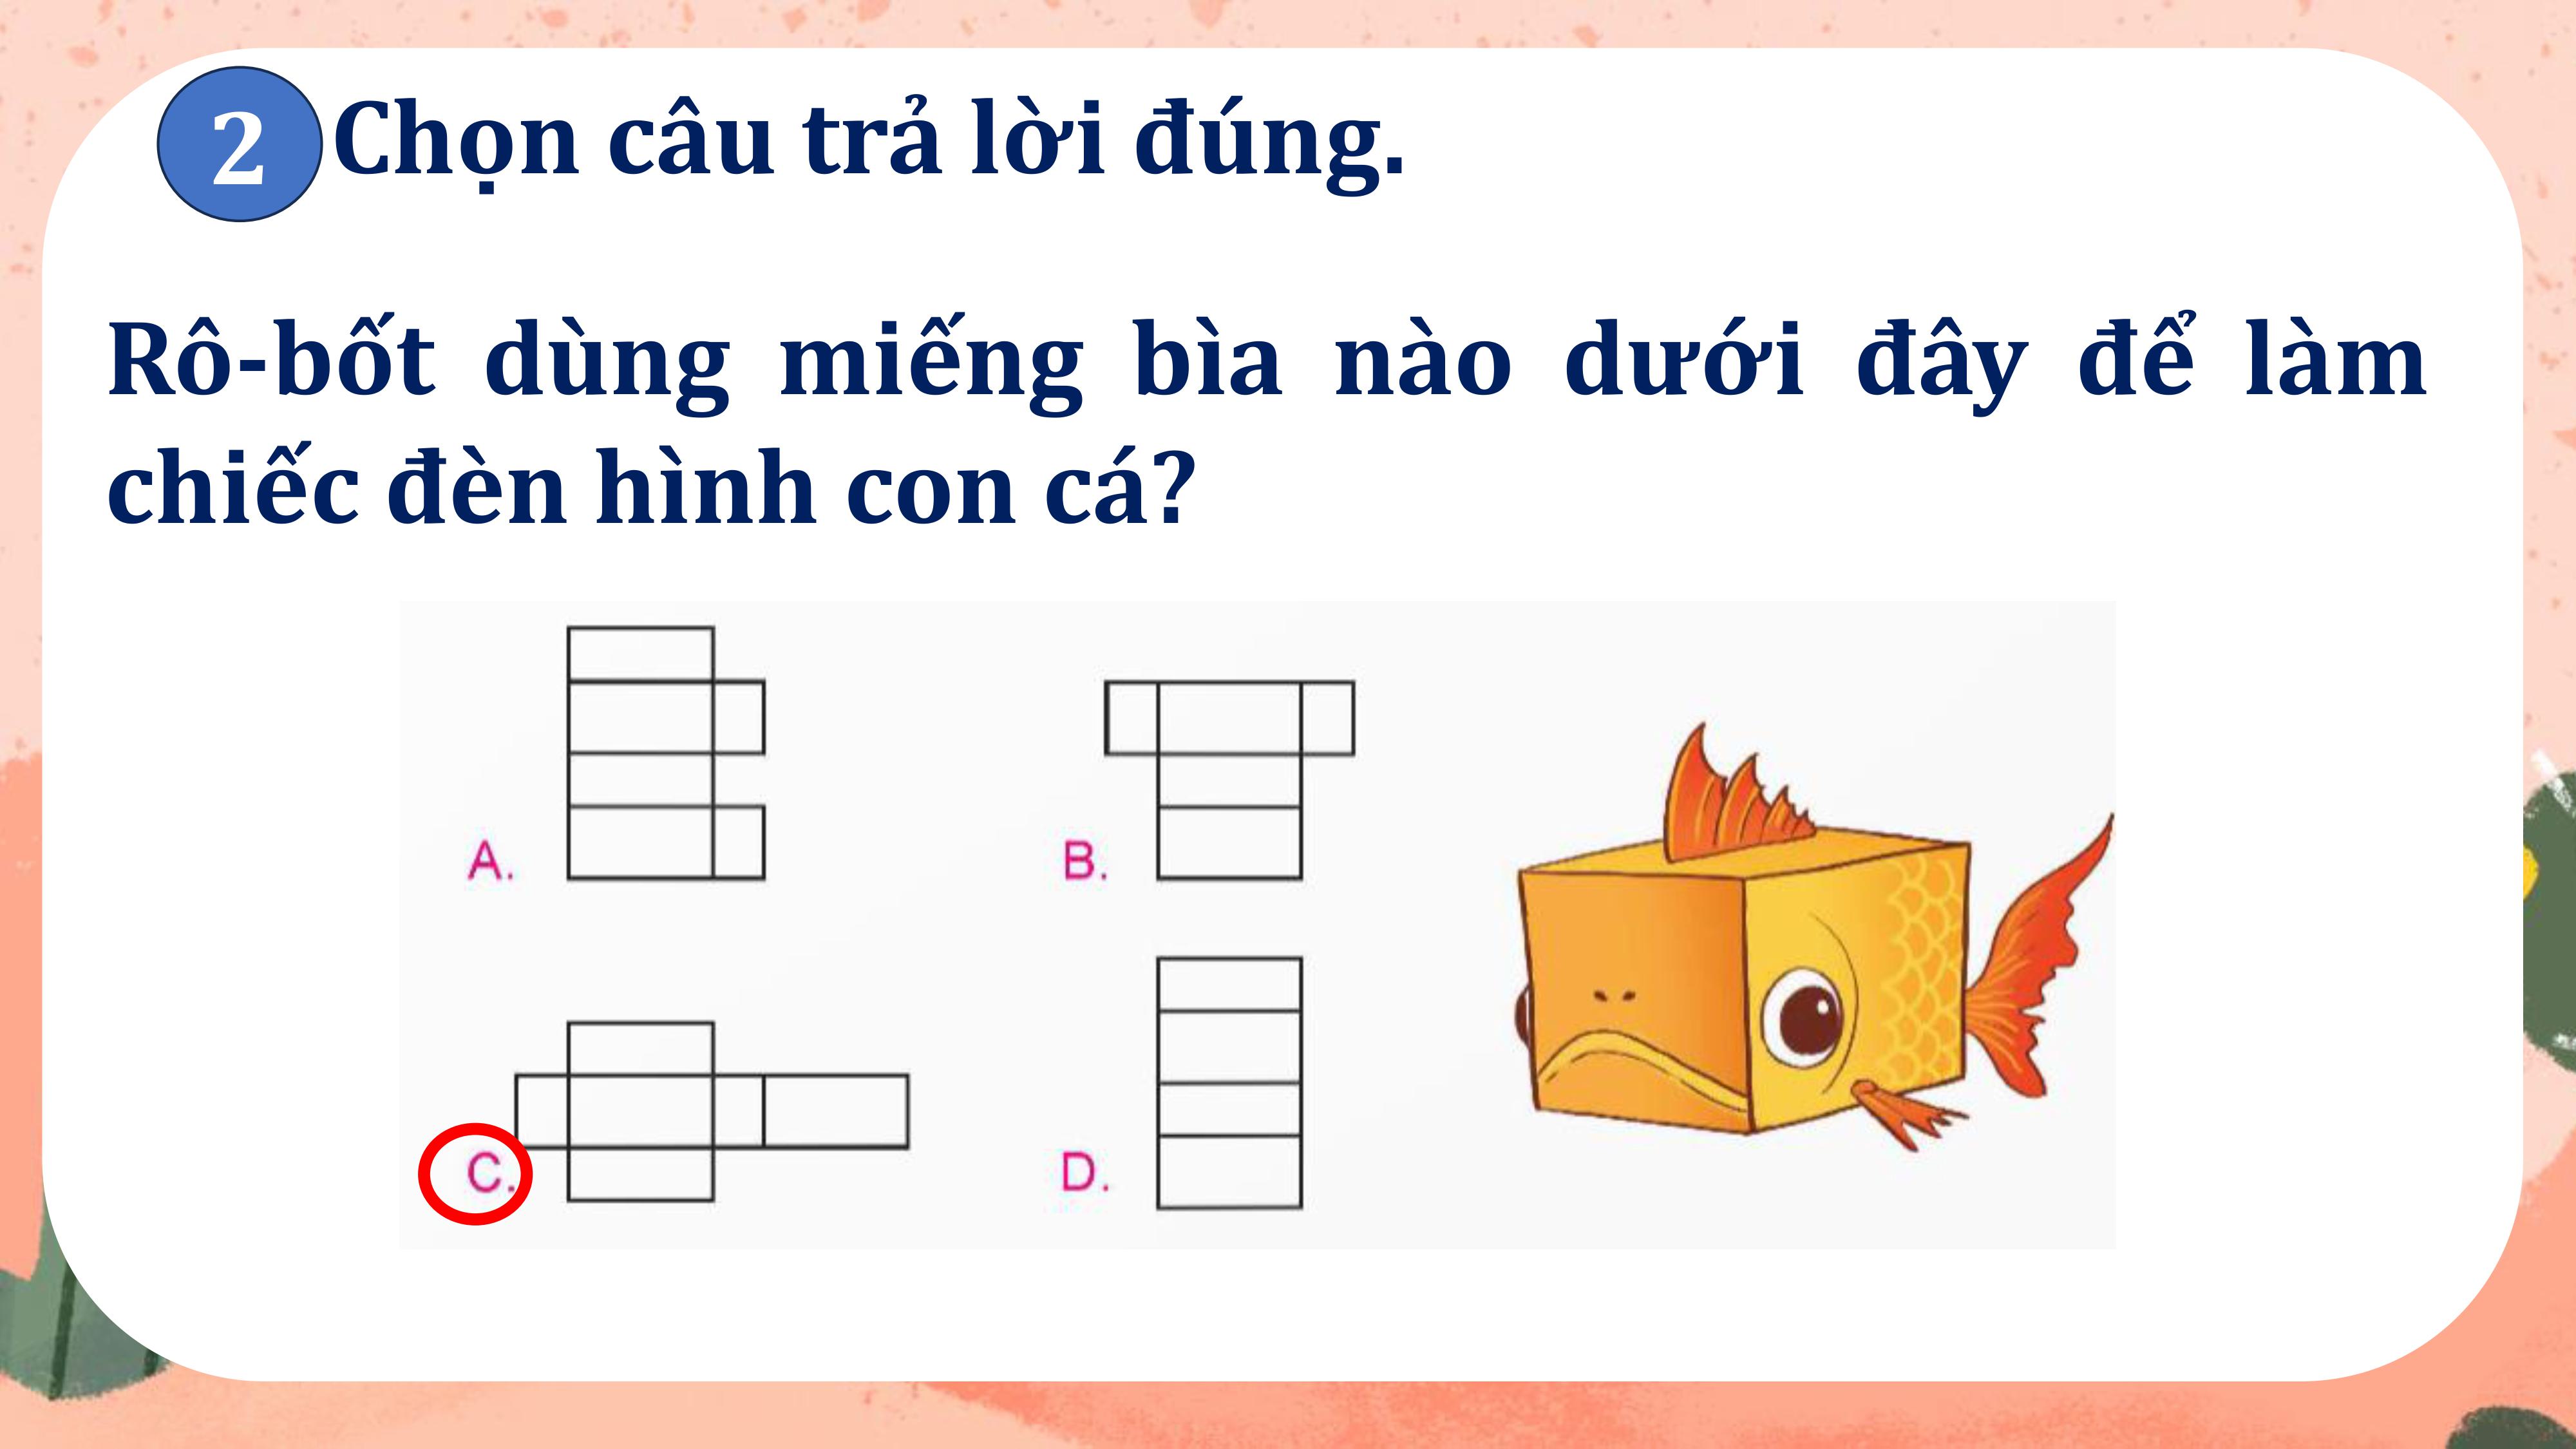 2 Chọn câu trả lời đúng.
Rô-bốt dùng miếng bìa nào dưới đây để làm
chiếc đèn hình con cá?
A.
B.
C.
D.